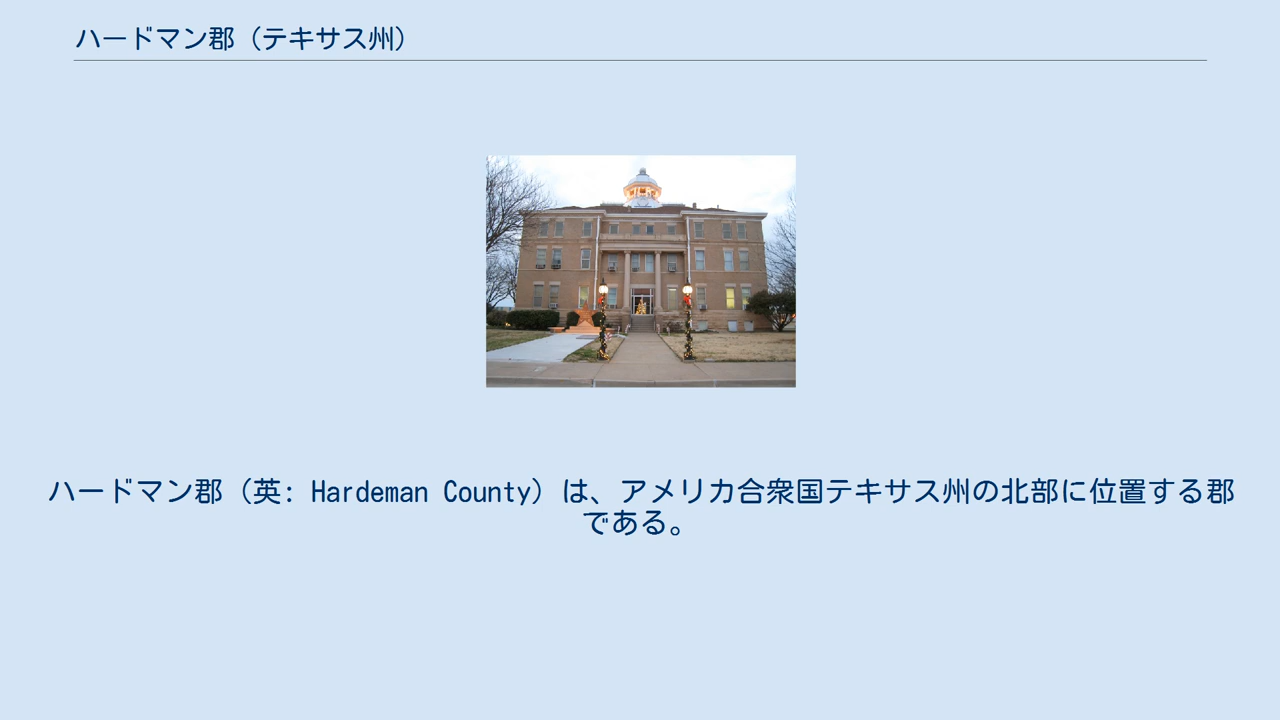 ハードマン郡（テキサス州）
ハードマン郡（英: Hardeman County）は、アメリカ合衆国テキサス州の北部に位置する郡
である。